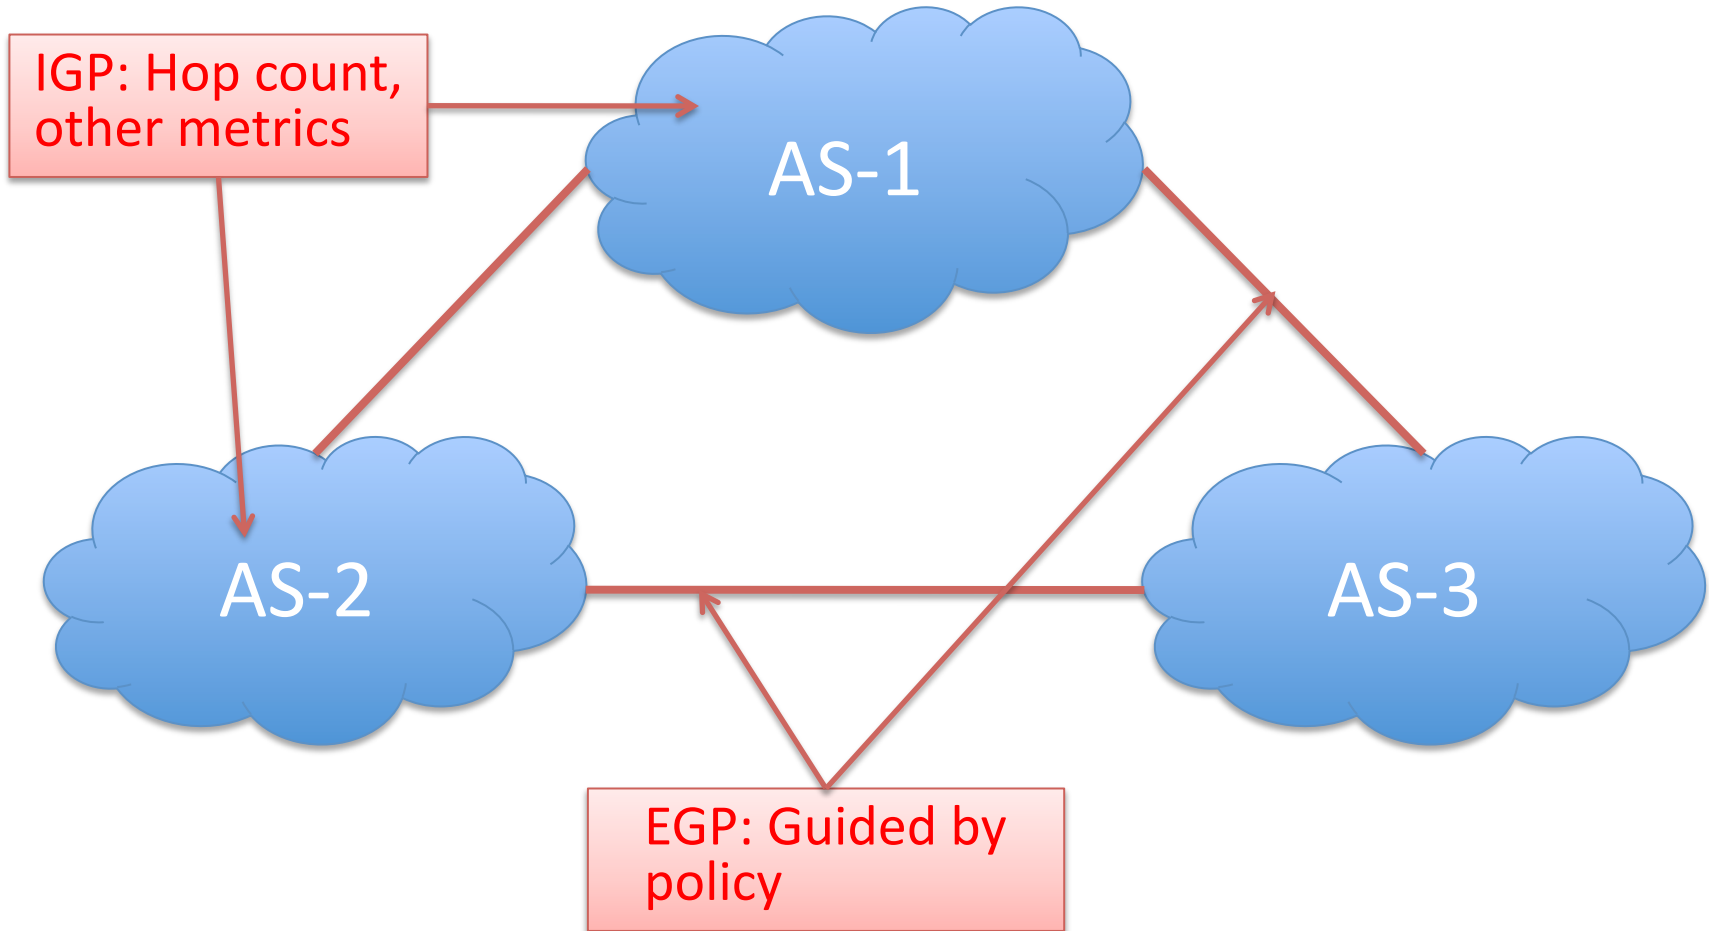 IGP: Hop count,
other metrics
AS-1
AS-2
AS-3
EGP: Guided by
policy